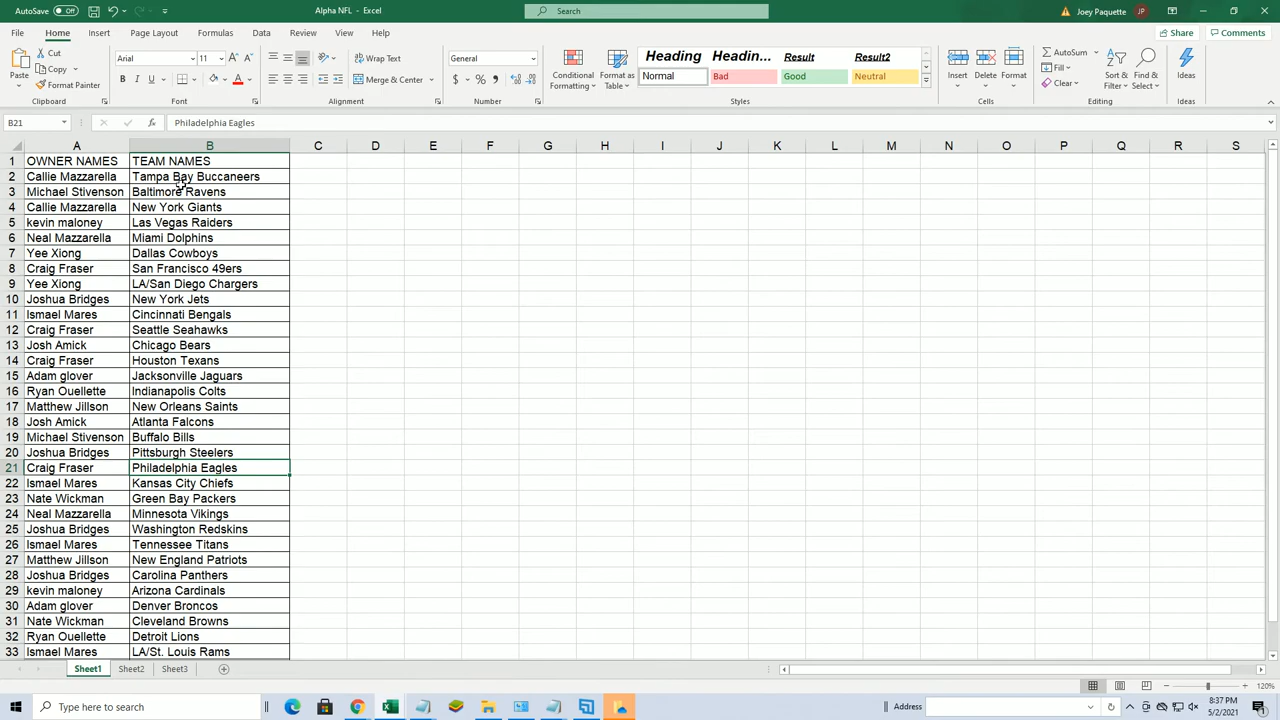 AutoSave Off Alpha NFL - Excel Search Joey Paquette JP
File Home Insert Page Layout Formulas Data Review View Help Share Comments
Paste Cut Copy Format Painter Clipboard
Arial 11 A A B I U A Font
Wrap Text Merge & Center Alignment
General $ % , Number
Conditional Formatting Format as Table
Heading Headin... Result Result2
Normal Bad Good Neutral Styles
Insert Delete Format Cells
AutoSum Fill Clear Sort & Filter Find & Select Editing
Ideas Ideas
B21 fx Philadelphia Eagles
A B C D E F G H I J K L M N O P Q R S
1 OWNER NAMES TEAM NAMES
2 Callie Mazzarella Tampa Bay Buccaneers
3 Michael Stivenson Baltimore Ravens
4 Callie Mazzarella New York Giants
5 kevin maloney Las Vegas Raiders
6 Neal Mazzarella Miami Dolphins
7 Yee Xiong Dallas Cowboys
8 Craig Fraser San Francisco 49ers
9 Yee Xiong LA/San Diego Chargers
10 Joshua Bridges New York Jets
11 Ismael Mares Cincinnati Bengals
12 Craig Fraser Seattle Seahawks
13 Josh Amick Chicago Bears
14 Craig Fraser Houston Texans
15 Adam glover Jacksonville Jaguars
16 Ryan Ouellette Indianapolis Colts
17 Matthew Jillson New Orleans Saints
18 Josh Amick Atlanta Falcons
19 Michael Stivenson Buffalo Bills
20 Joshua Bridges Pittsburgh Steelers
21 Craig Fraser Philadelphia Eagles
22 Ismael Mares Kansas City Chiefs
23 Nate Wickman Green Bay Packers
24 Neal Mazzarella Minnesota Vikings
25 Joshua Bridges Washington Redskins
26 Ismael Mares Tennessee Titans
27 Matthew Jillson New England Patriots
28 Joshua Bridges Carolina Panthers
29 kevin maloney Arizona Cardinals
30 Adam glover Denver Broncos
31 Nate Wickman Cleveland Browns
32 Ryan Ouellette Detroit Lions
33 Ismael Mares LA/St. Louis Rams
Sheet1 Sheet2 Sheet3
120%
Type here to search Address 8:37 PM
5/2/2021